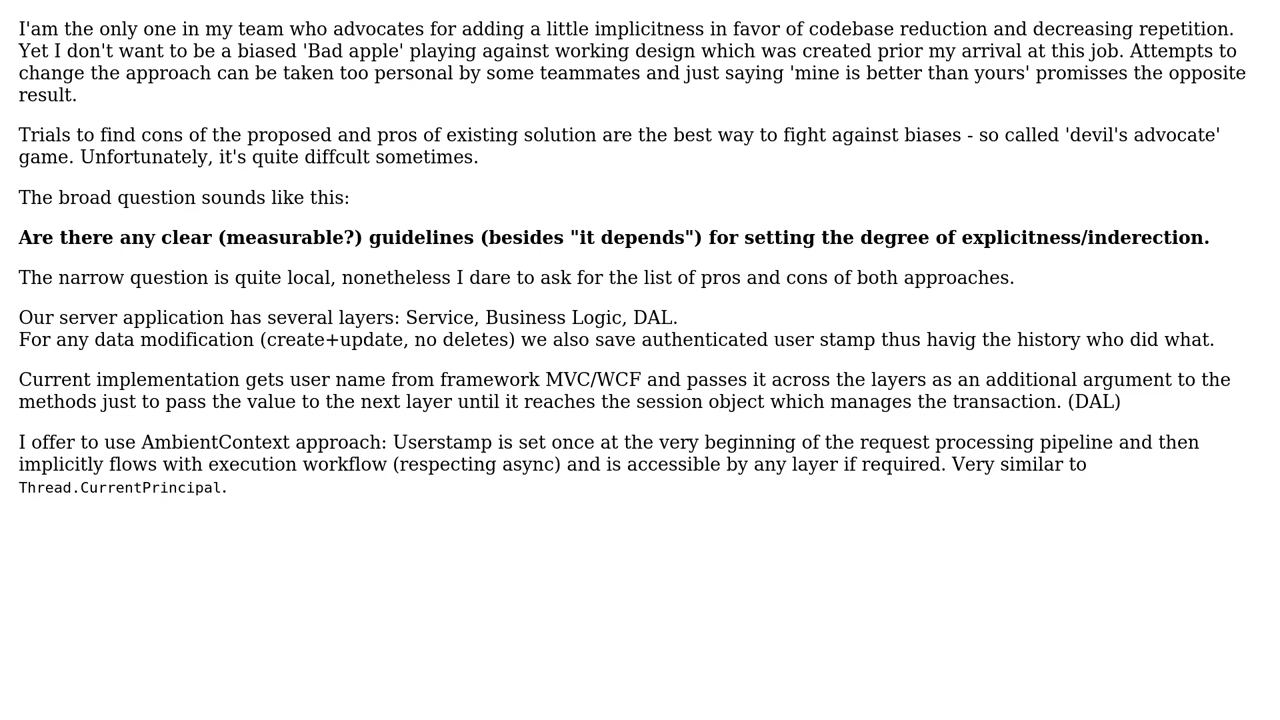 I'am the only one in my team who advocates for adding a little implicitness in favor of codebase reduction and decreasing repetition.
Yet I don't want to be a biased 'Bad apple' playing against working design which was created prior my arrival at this job. Attempts to
change the approach can be taken too personal by some teammates and just saying 'mine is better than yours' promisses the opposite
result.
Trials to find cons of the proposed and pros of existing solution are the best way to fight against biases - so called 'devil's advocate'
game. Unfortunately, it's quite diffcult sometimes.
The broad question sounds like this:
Are there any clear (measurable?) guidelines (besides "it depends") for setting the degree of explicitness/inderection.
The narrow question is quite local, nonetheless I dare to ask for the list of pros and cons of both approaches.
Our server application has several layers: Service, Business Logic, DAL.
For any data modification (create+update, no deletes) we also save authenticated user stamp thus havig the history who did what.
Current implementation gets user name from framework MVC/WCF and passes it across the layers as an additional argument to the
methods just to pass the value to the next layer until it reaches the session object which manages the transaction. (DAL)
I offer to use AmbientContext approach: Userstamp is set once at the very beginning of the request processing pipeline and then
implicitly flows with execution workflow (respecting async) and is accessible by any layer if required. Very similar to
Thread.CurrentPrincipal.